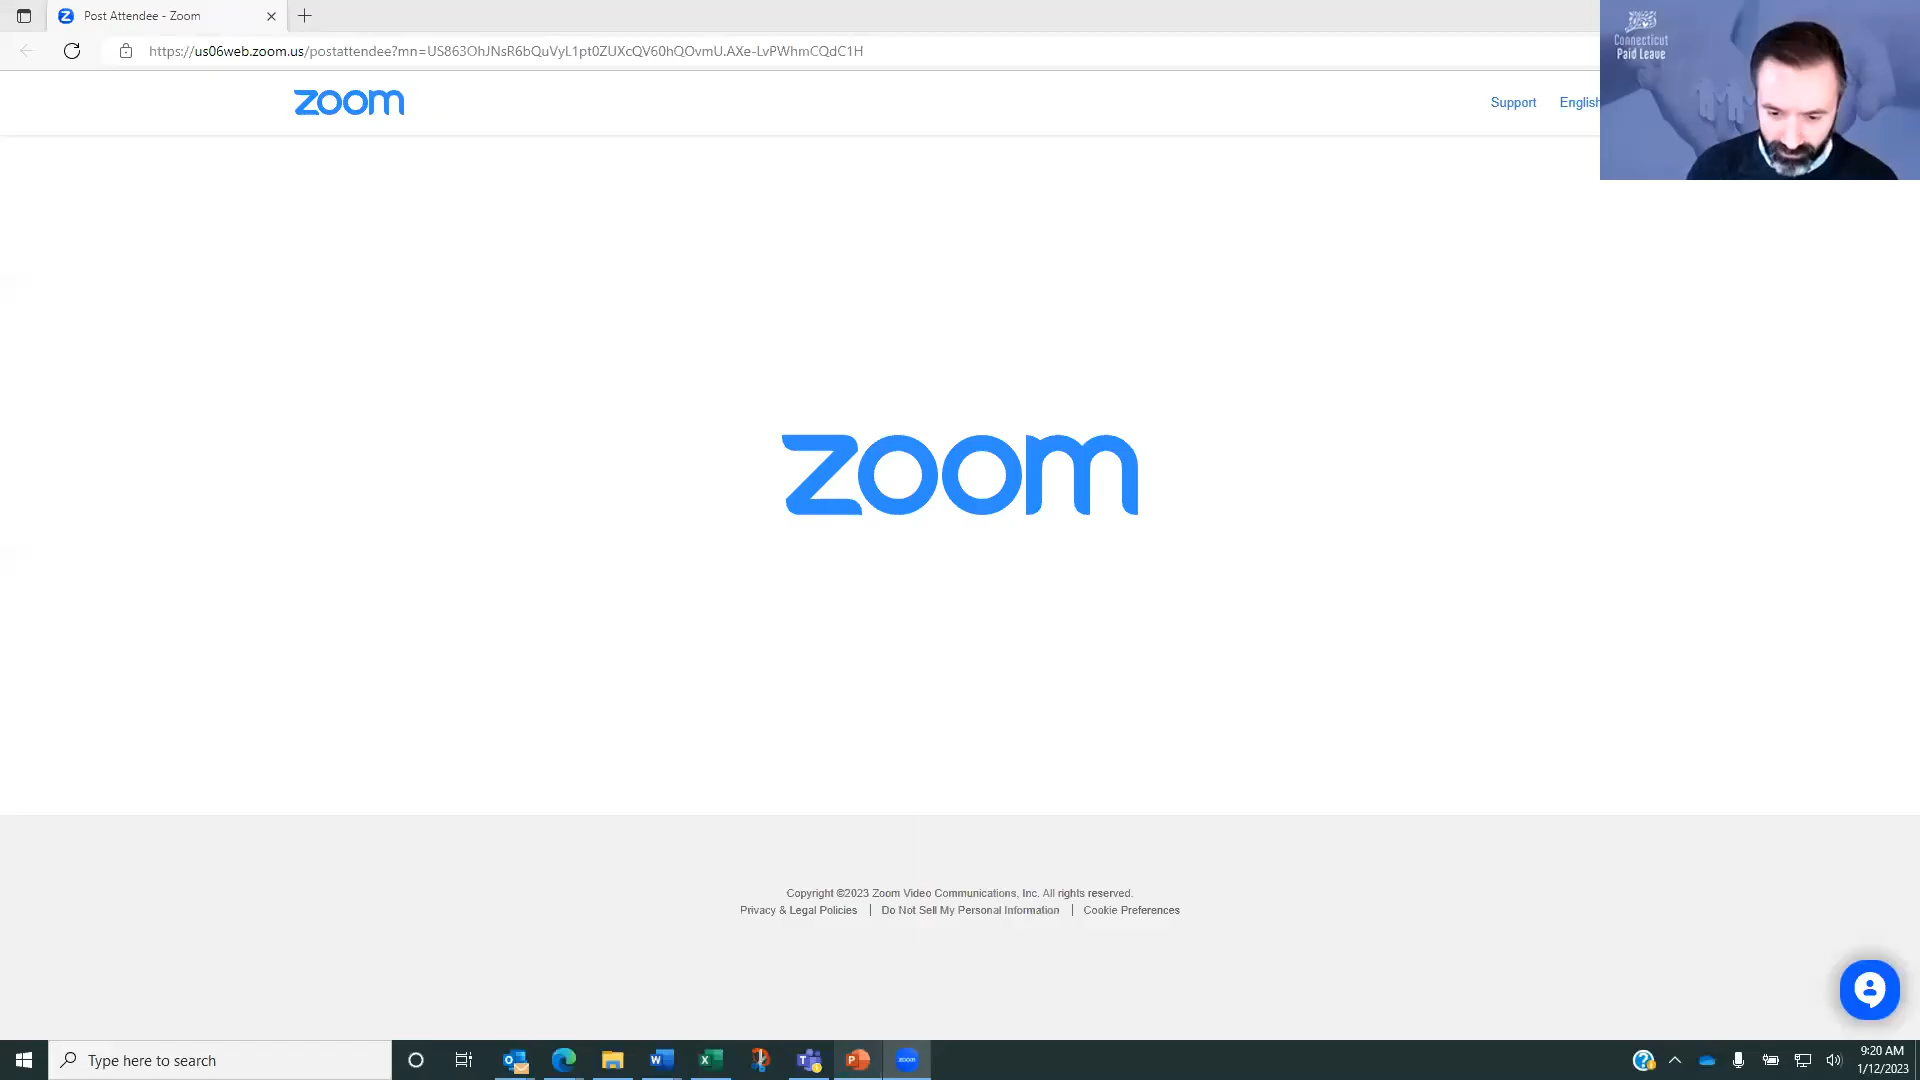 Post Attendee - Zoom
https://us06web.zoom.us/postattendee?mn=US863OhJNsR6bQuVyL1pt0ZUXcQV60hQOvmU.AXe-LvPWhmCQdC1H
zoom
Support
English
Connecticut
Paid Leave
zoom
Copyright ©2023 Zoom Video Communications, Inc. All rights reserved.
Privacy & Legal Policies | Do Not Sell My Personal Information | Cookie Preferences
Type here to search
zoom
9:20 AM
1/12/2023